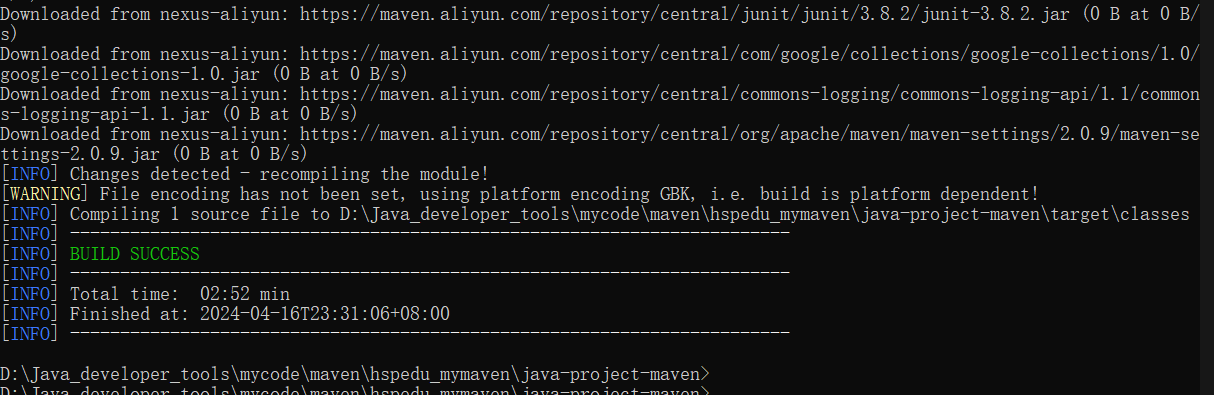 Downloaded from nexus-aliyun: https://maven.aliyun.com/repository/central/junit/junit/3.8.2/junit-3.8.2.jar (0 B at 0 B/
s)
Downloaded from nexus-aliyun: https://maven.aliyun.com/repository/central/com/google/collections/google-collections/1.0/
google-collections-1.0.jar (0 B at 0 B/s)
Downloaded from nexus-aliyun: https://maven.aliyun.com/repository/central/commons-logging/commons-logging-api/1.1/common
s-logging-api-1.1.jar (0 B at 0 B/s)
Downloaded from nexus-aliyun: https://maven.aliyun.com/repository/central/org/apache/maven/maven-settings/2.0.9/maven-se
ttings-2.0.9.jar (0 B at 0 B/s)
[INFO] Changes detected - recompiling the module!
[WARNING] File encoding has not been set, using platform encoding GBK, i.e. build is platform dependent!
[INFO] Compiling 1 source file to D:\Java_developer_tools\mycode\maven\hspedu_mymaven\java-project-maven\target\classes
[INFO] ------------------------------------------------------------------------
[INFO] BUILD SUCCESS
[INFO] ------------------------------------------------------------------------
[INFO] Total time:  02:52 min
[INFO] Finished at: 2024-04-16T23:31:06+08:00
[INFO] ------------------------------------------------------------------------
D:\Java_developer_tools\mycode\maven\hspedu_mymaven\java-project-maven>
D:\Java_developer_tools\mycode\maven\hspedu_mymaven\java-project-maven>